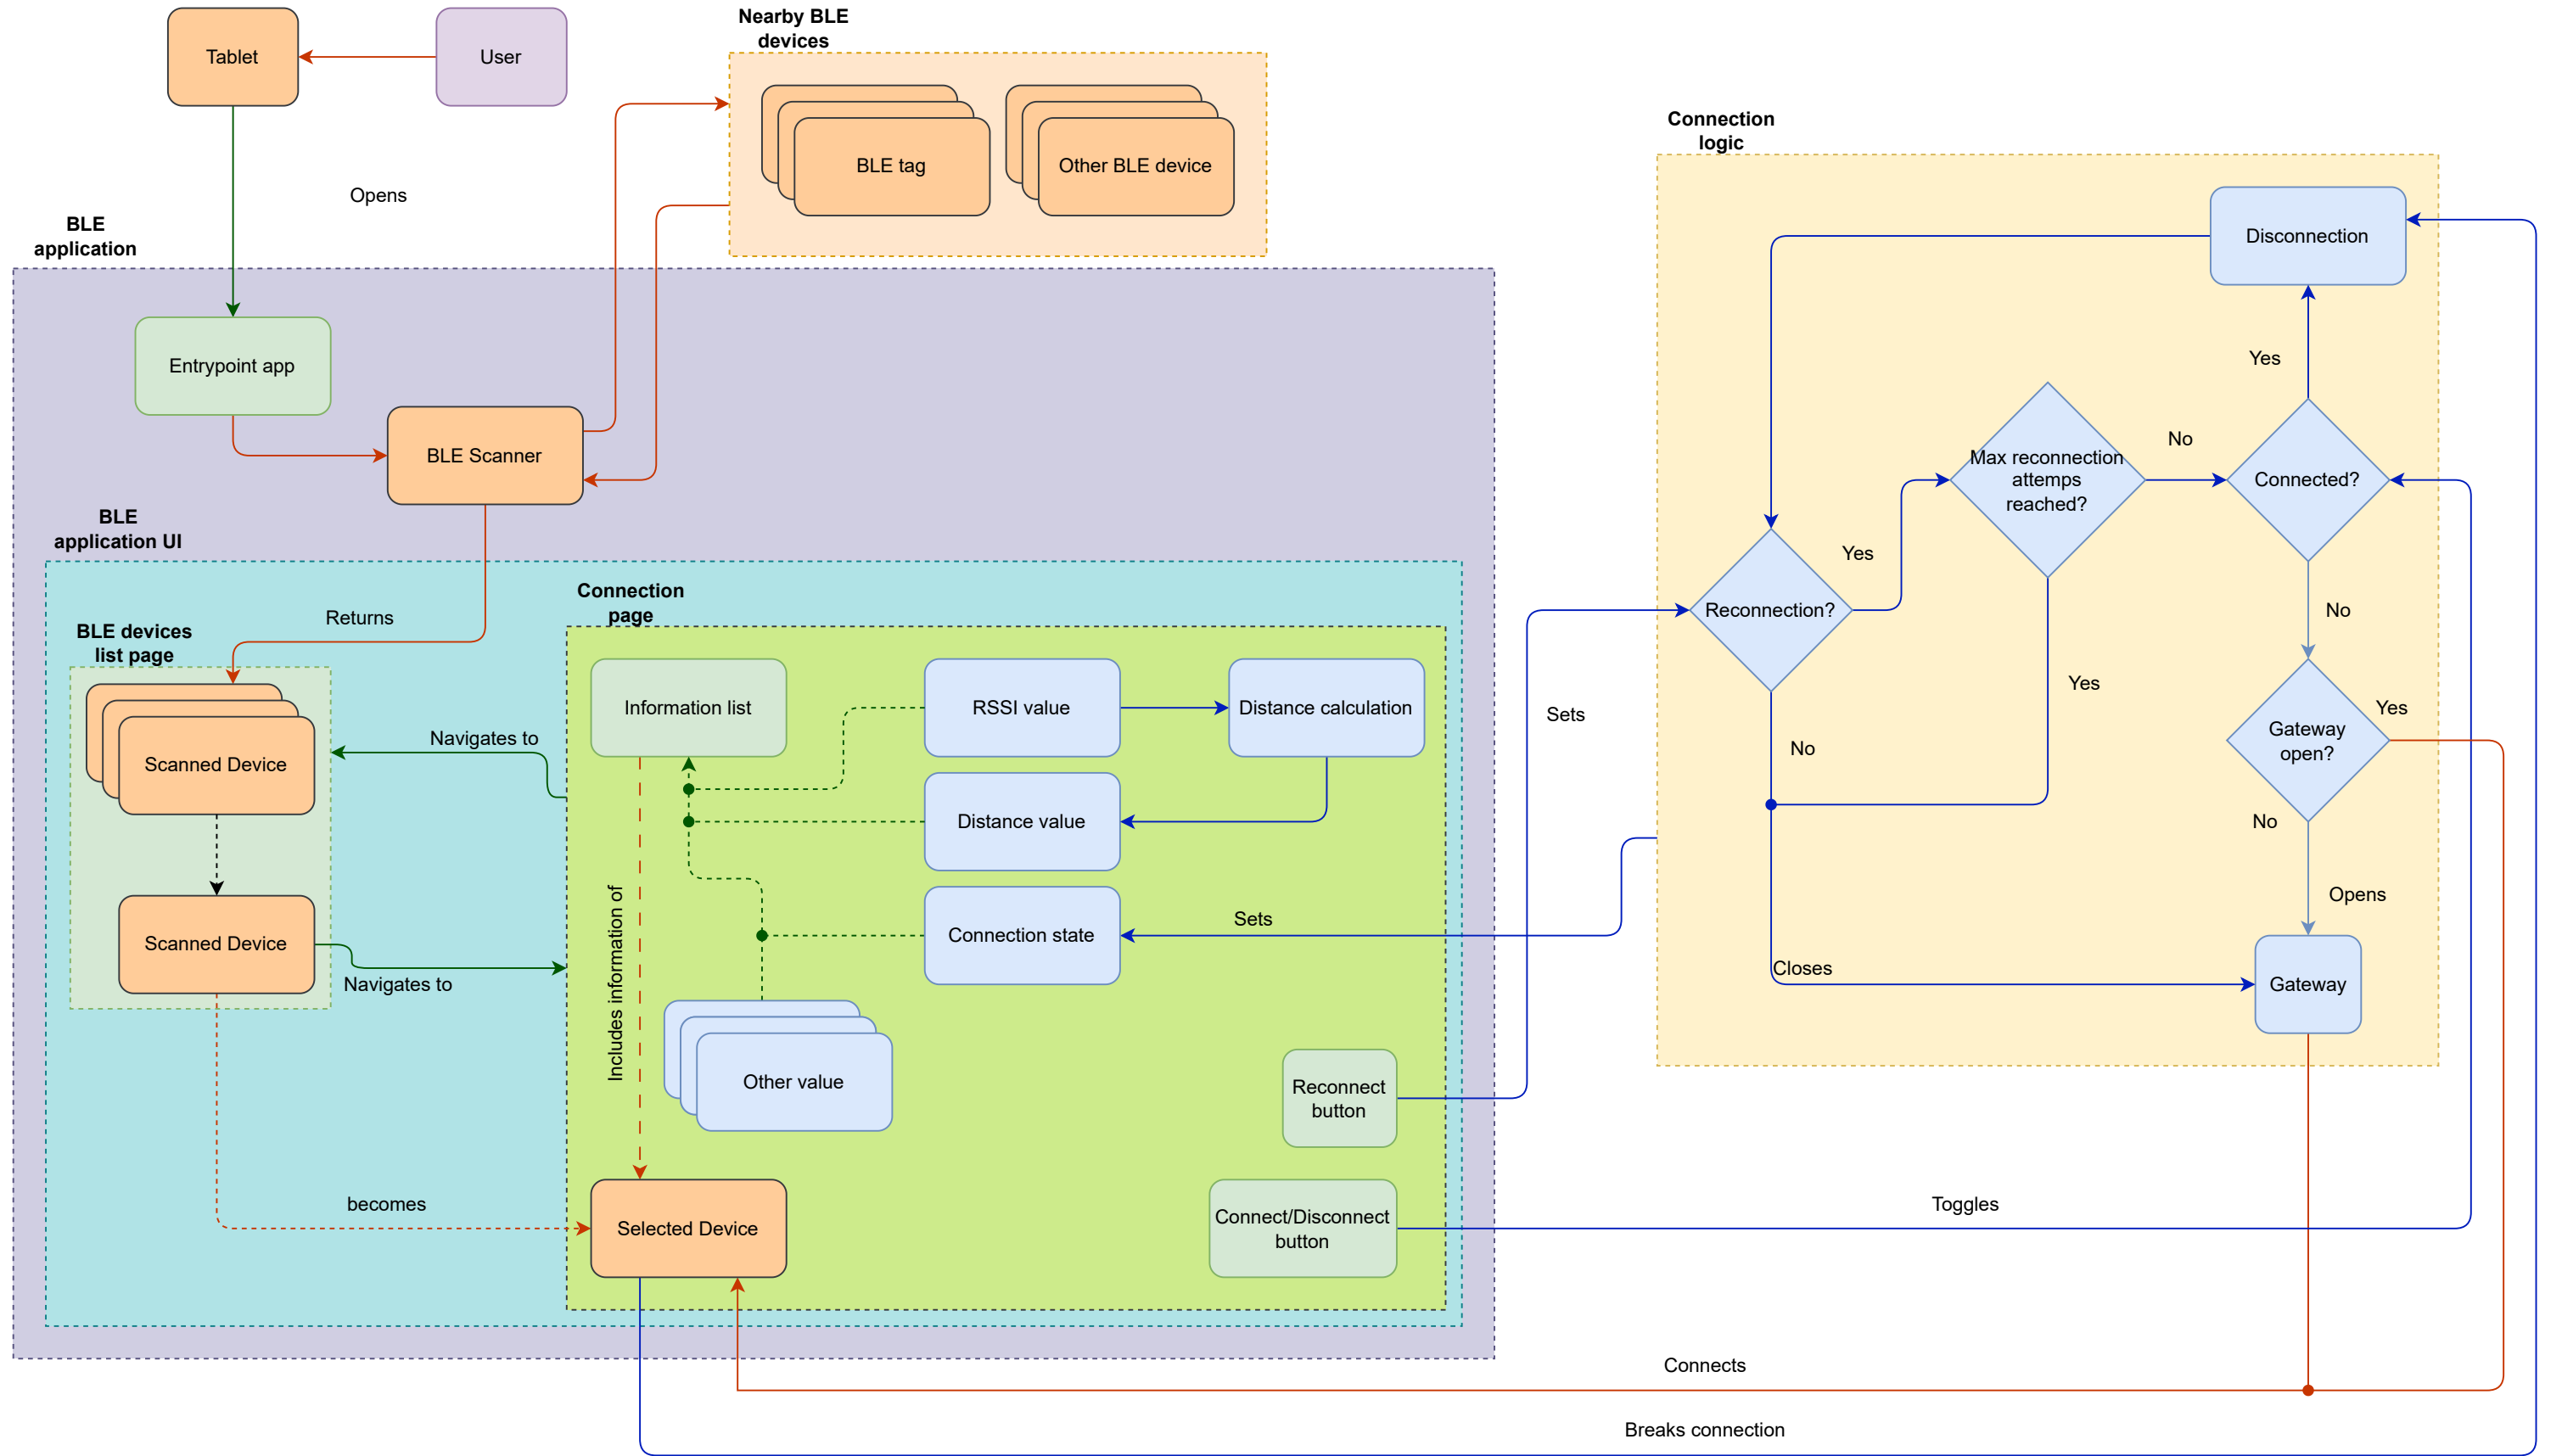 Tablet
User
Nearby BLE
devices
BLE tag
Other BLE device
Opens
BLE
application
Entrypoint app
BLE Scanner
BLE
application UI
Returns
BLE devices
list page
Scanned Device
Scanned Device
Navigates to
Navigates to
becomes
Connection
page
Information list
RSSI value
Distance calculation
Distance value
Connection state
Sets
Includes information of
Other value
Reconnect
button
Selected Device
Connect/Disconnect
button
Sets
Connection
logic
Disconnection
Yes
Max reconnection
attemps
reached?
No
Connected?
Yes
Reconnection?
No
Yes
No
Gateway
open?
Yes
No
Opens
Closes
Gateway
Toggles
Connects
Breaks connection